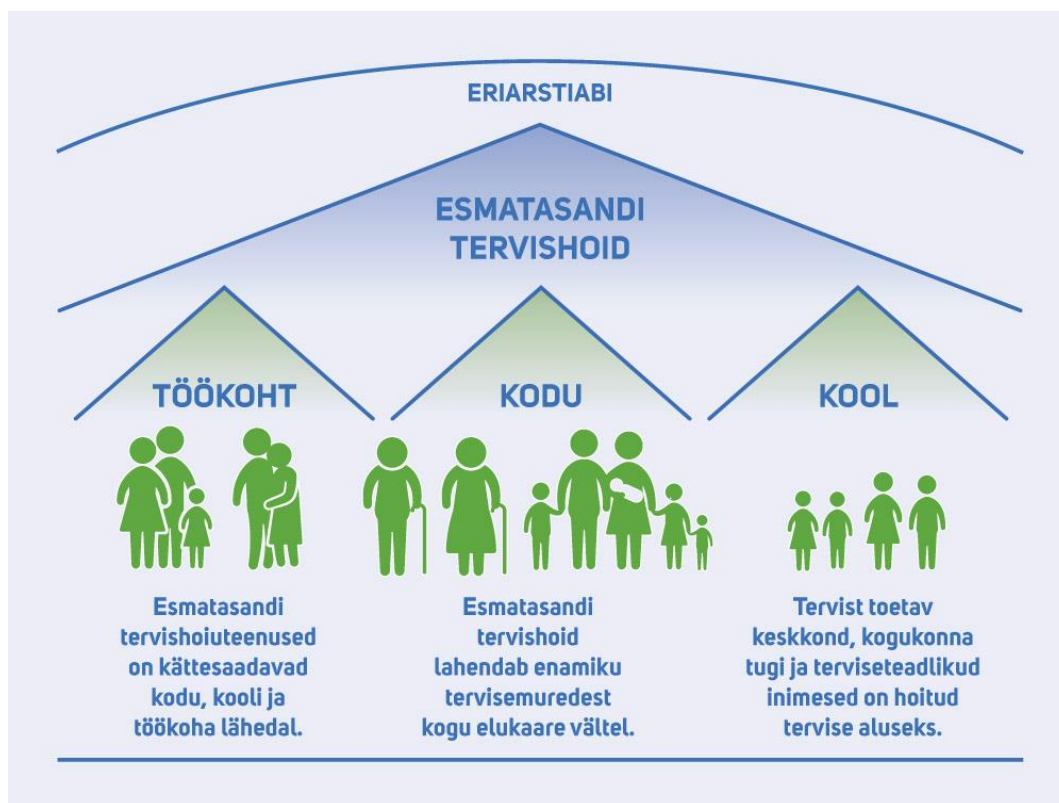 ERIARSTIABI
ESMATASANDI
TERVISHOID
TÖÖKOHT
KODU
KOOL
Esmatasandi
tervishoiuteenused
on kättesaadavad
kodu, kooli ja
töökoha lähedal.
Esmatasandi
tervishoid
lahendab enamiku
tervisemuredest
kogu elukaare vältel.
Tervist toetav
keskkond, kogukonna
tugi ja terviseteadlikud
inimesed on hoitud
tervise aluseks.